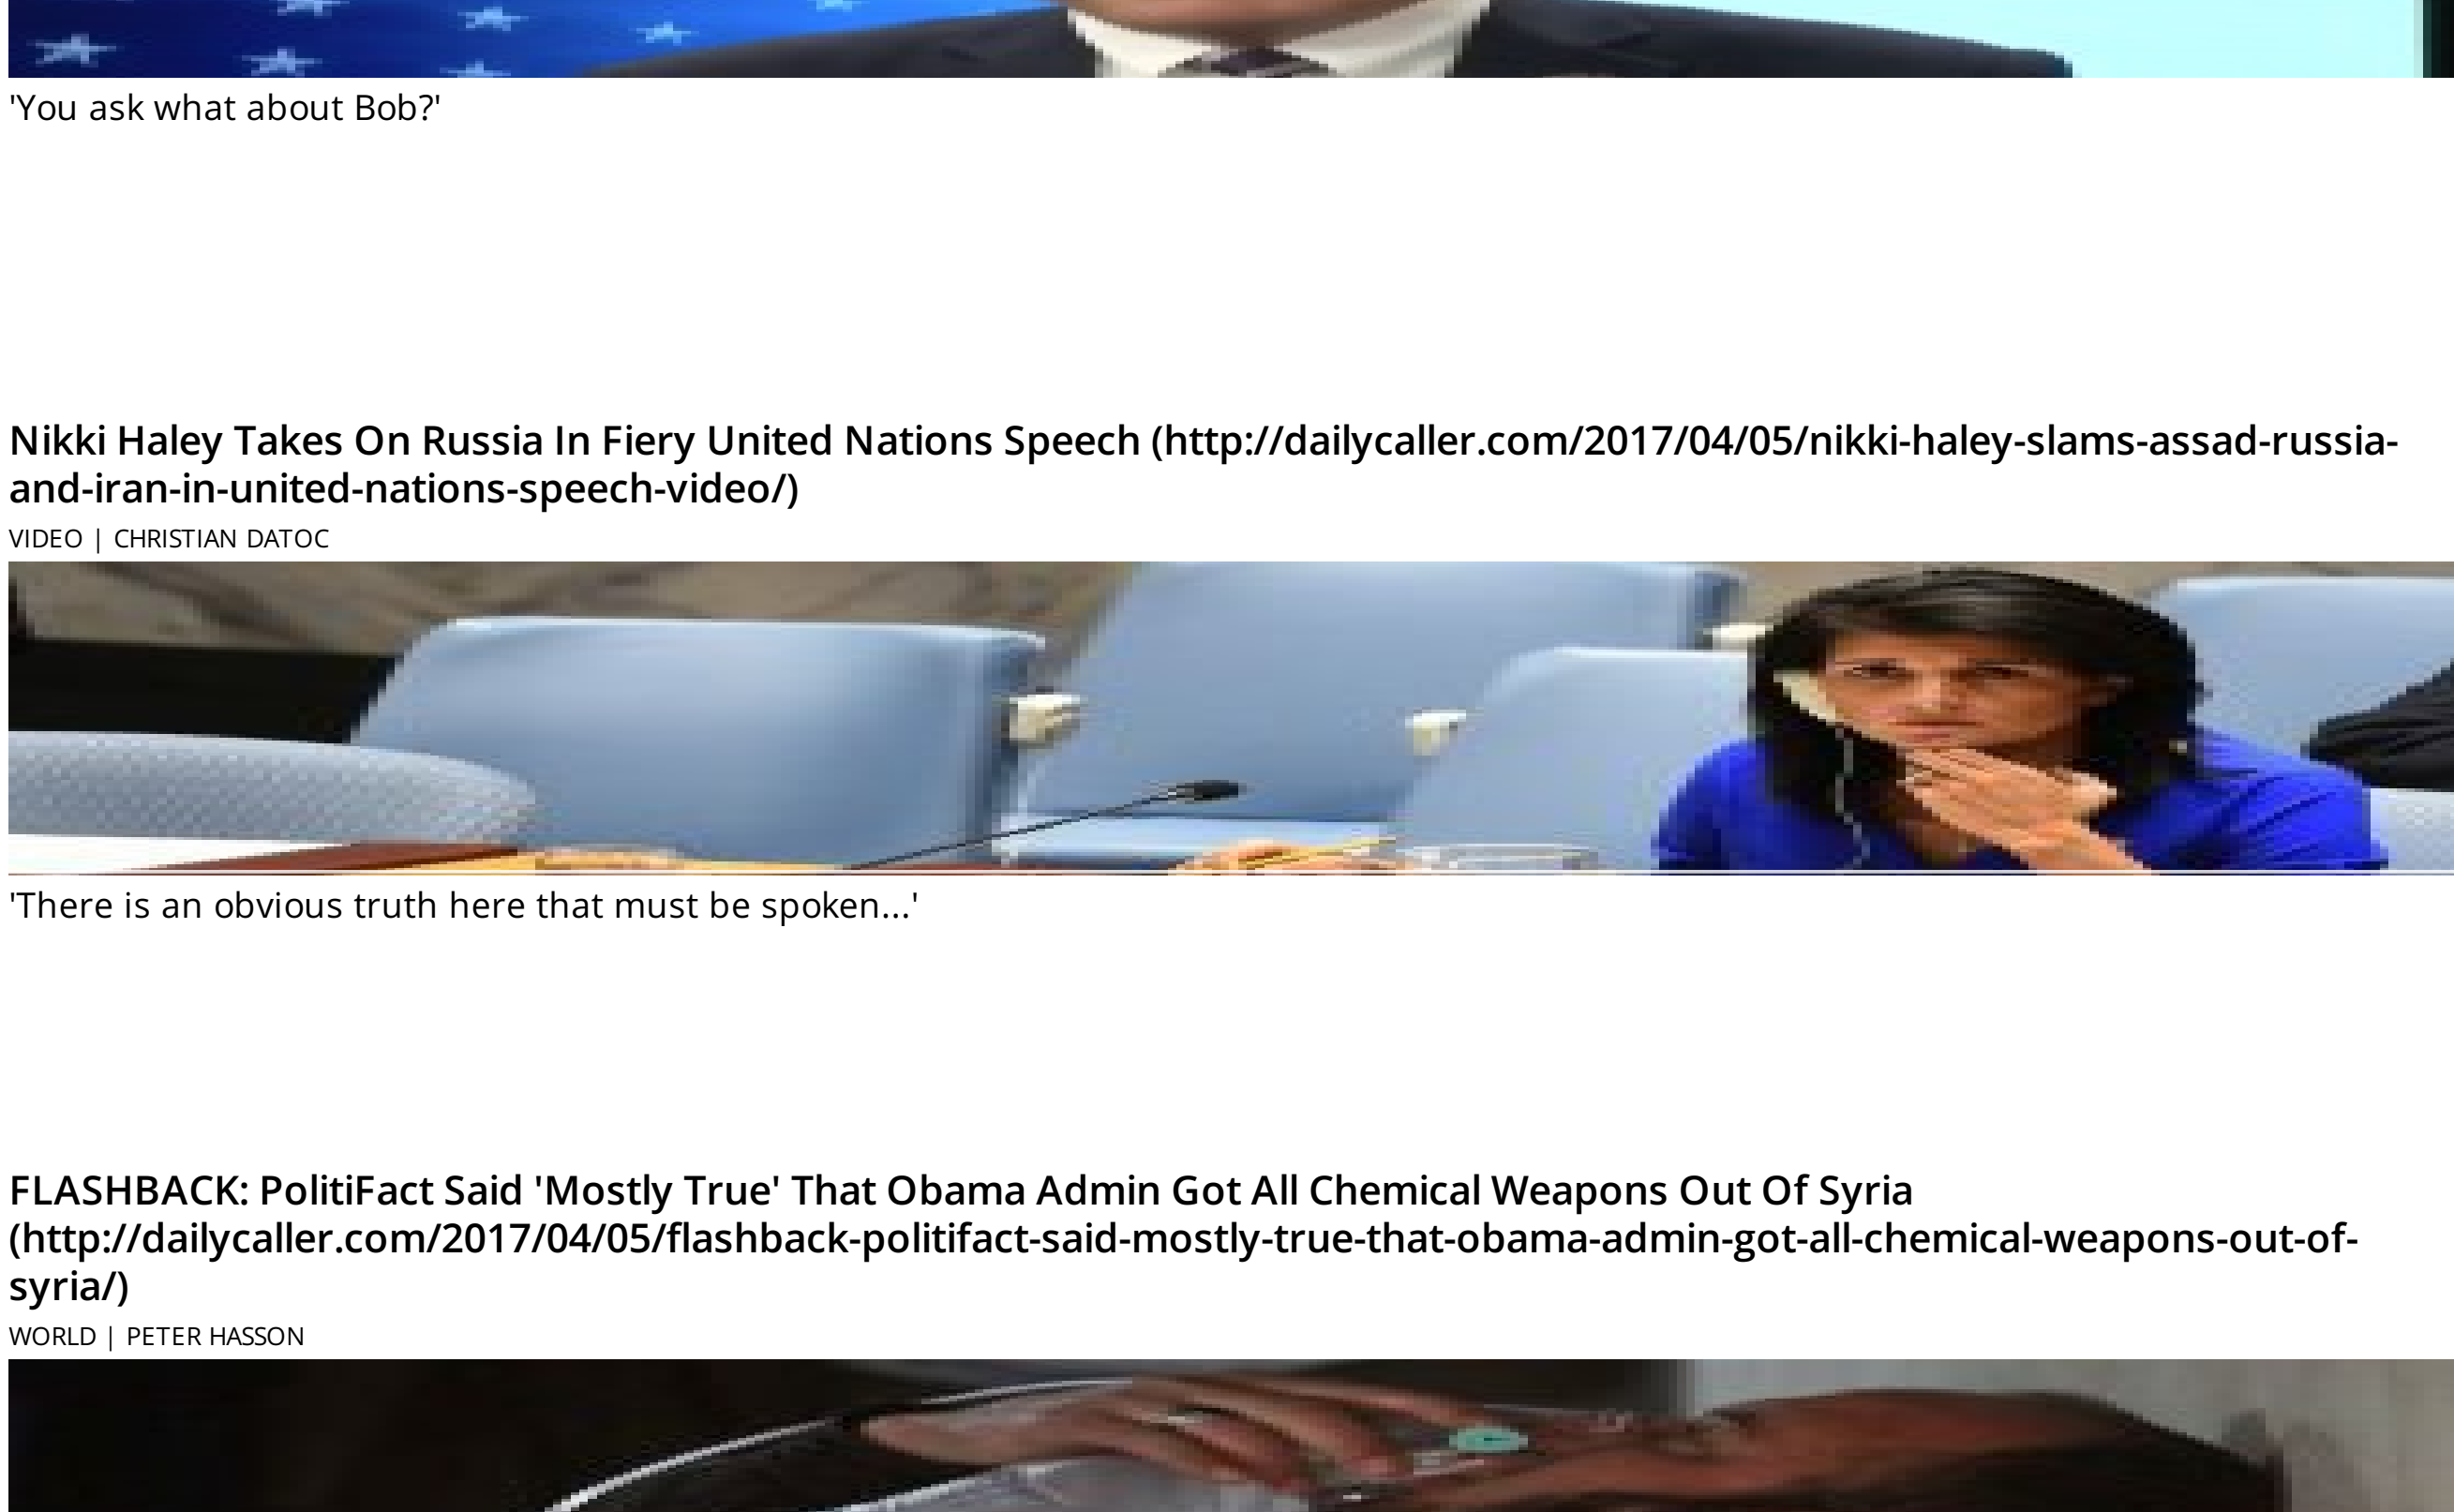 'You ask what about Bob?'
Nikki Haley Takes On Russia In Fiery United Nations Speech (http://dailycaller.com/2017/04/05/nikki-haley-slams-assad-russia-
and-iran-in-united-nations-speech-video/)
VIDEO | CHRISTIAN DATOC
'There is an obvious truth here that must be spoken...'
FLASHBACK: PolitiFact Said 'Mostly True' That Obama Admin Got All Chemical Weapons Out Of Syria
(http://dailycaller.com/2017/04/05/flashback-politifact-said-mostly-true-that-obama-admin-got-all-chemical-weapons-out-of-
syria/)
WORLD | PETER HASSON